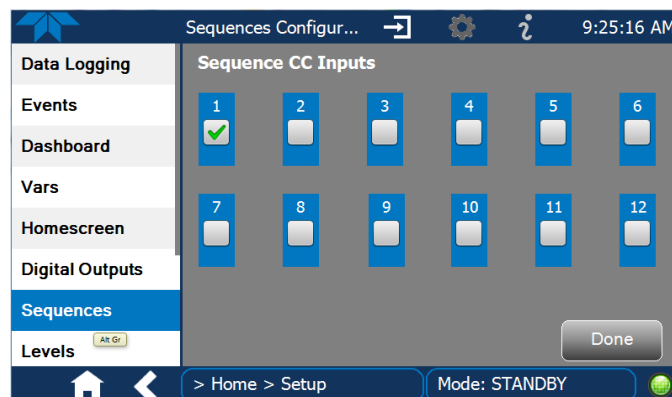 Sequences Configur... 9:25:16 AM
Data Logging
Events
Dashboard
Vars
Homescreen
Digital Outputs
Sequences
Levels
Alt Gr
Sequence CC Inputs
1 2 3 4 5 6
7 8 9 10 11 12
Done
> Home > Setup
Mode: STANDBY